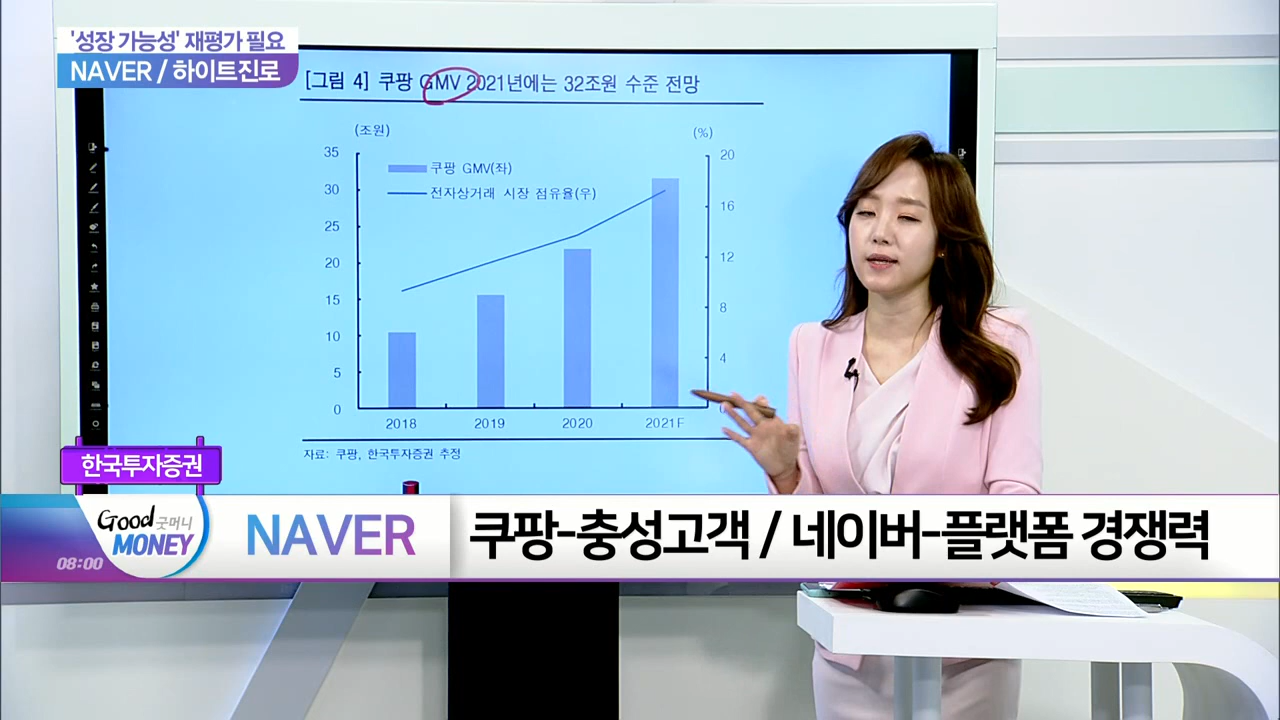 '성장 가능성' 재평가 필요
NAVER / 하이트진로
[그림 4] 쿠팡 GMV 2021년에는 32조원 수준 전망
(조원)
(%)
35
30
25
20
15
10
5
0
쿠팡 GMV(좌)
전자상거래 시장 점유율(우)
20
16
12
8
4
2018
2019
2020
2021F
자료: 쿠팡, 한국투자증권 추정
한국투자증권
Good 굿머니
MONEY
08:00
NAVER
쿠팡-충성고객 / 네이버-플랫폼 경쟁력